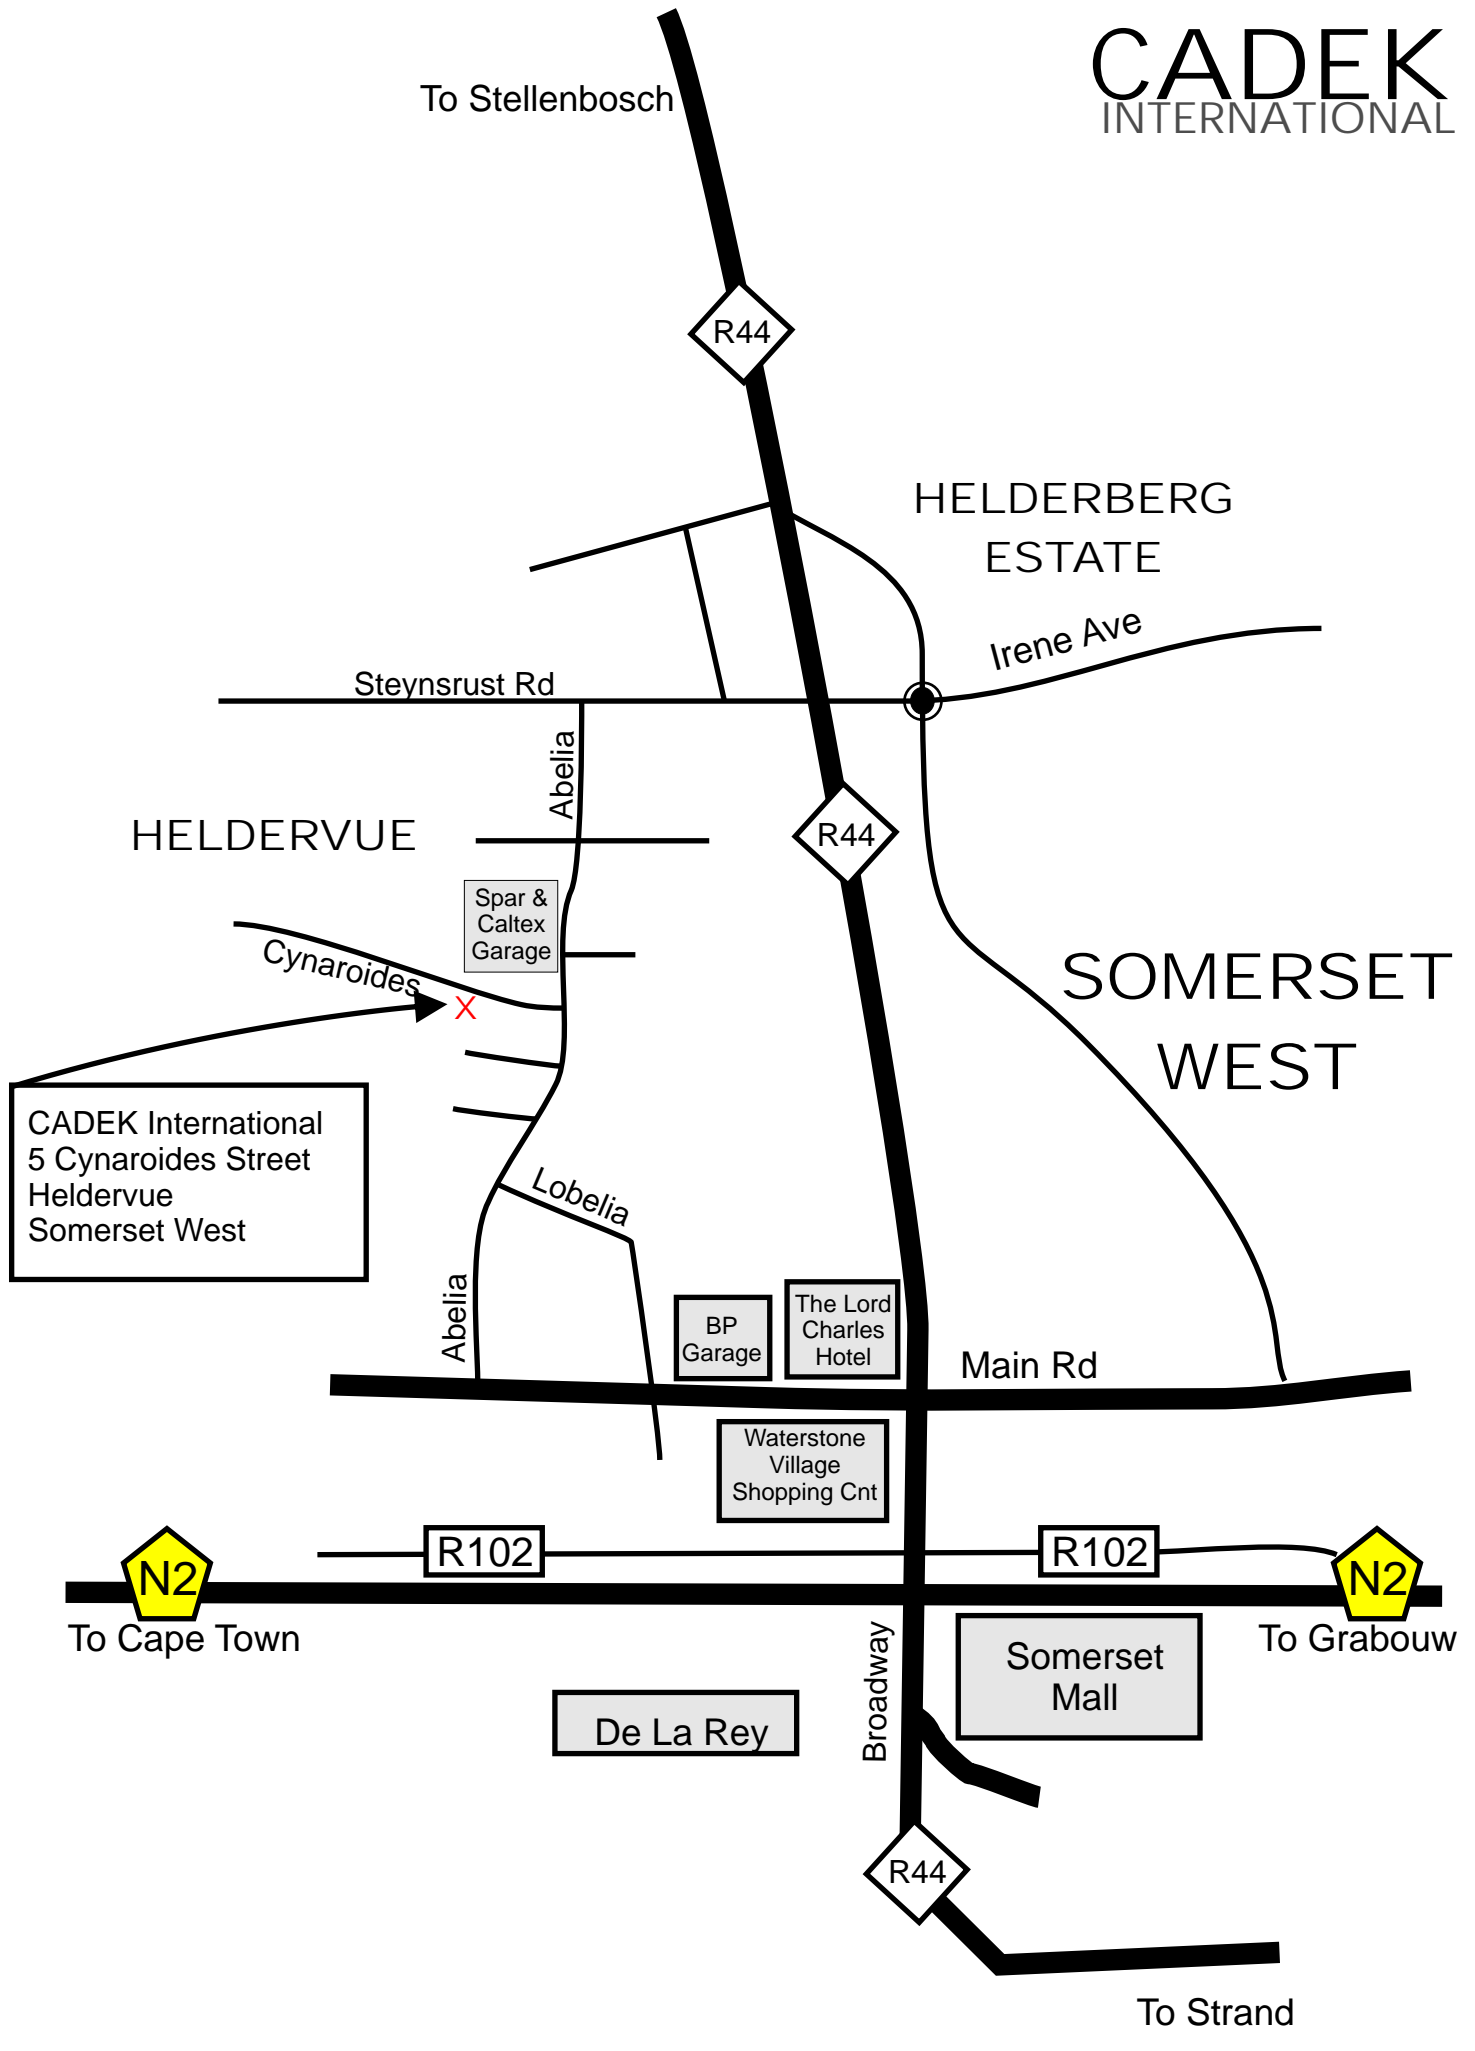 CADEK
INTERNATIONAL
To Stellenbosch
R44
HELDERBERG
ESTATE
Irene Ave
Steynsrust Rd
Abelia
HELDERVUE
R44
Spar &
Caltex
Garage
Cynaroides
X
SOMERSET
WEST
CADEK International
5 Cynaroides Street
Heldervue
Somerset West
Lobelia
Abelia
BP
Garage
The Lord
Charles
Hotel
Main Rd
Waterstone
Village
Shopping Cnt
R102
R102
N2
N2
To Cape Town
To Grabouw
Broadway
Somerset
Mall
De La Rey
R44
To Strand